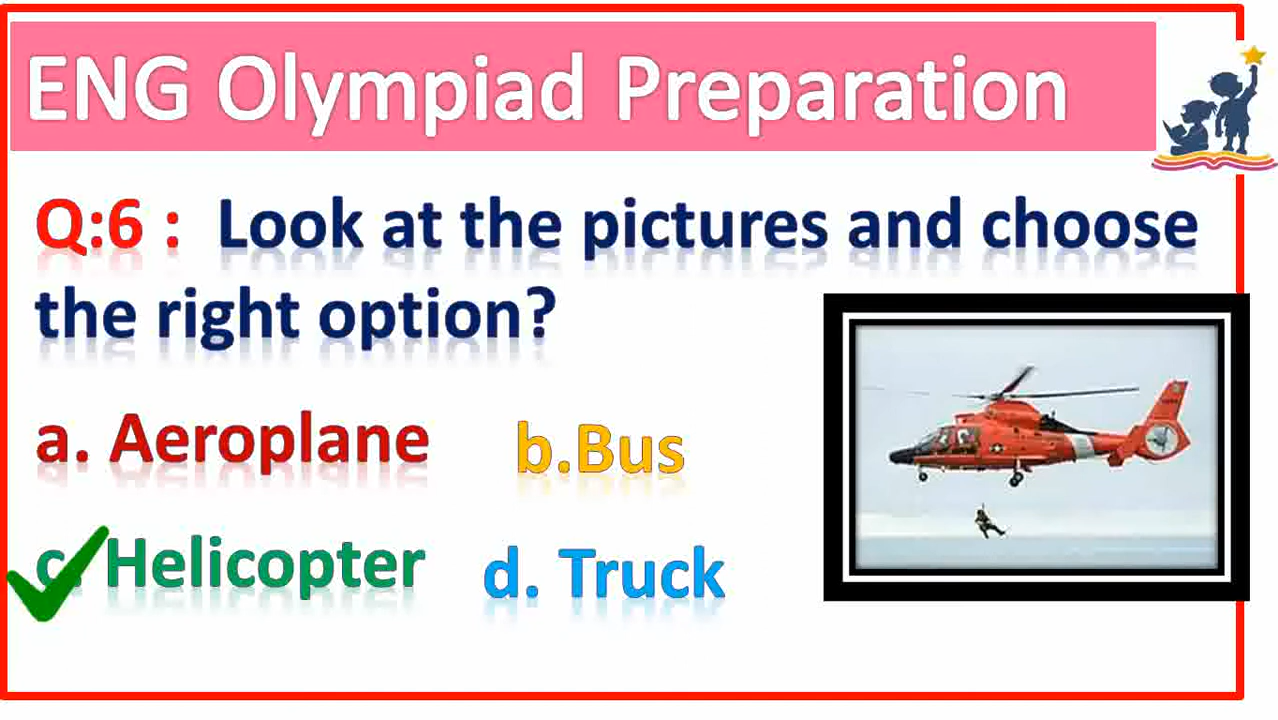 ENG Olympiad Preparation
Q:6 : Look at the pictures and choose
the right option?
a. Aeroplane
b.Bus
c. Helicopter
d. Truck